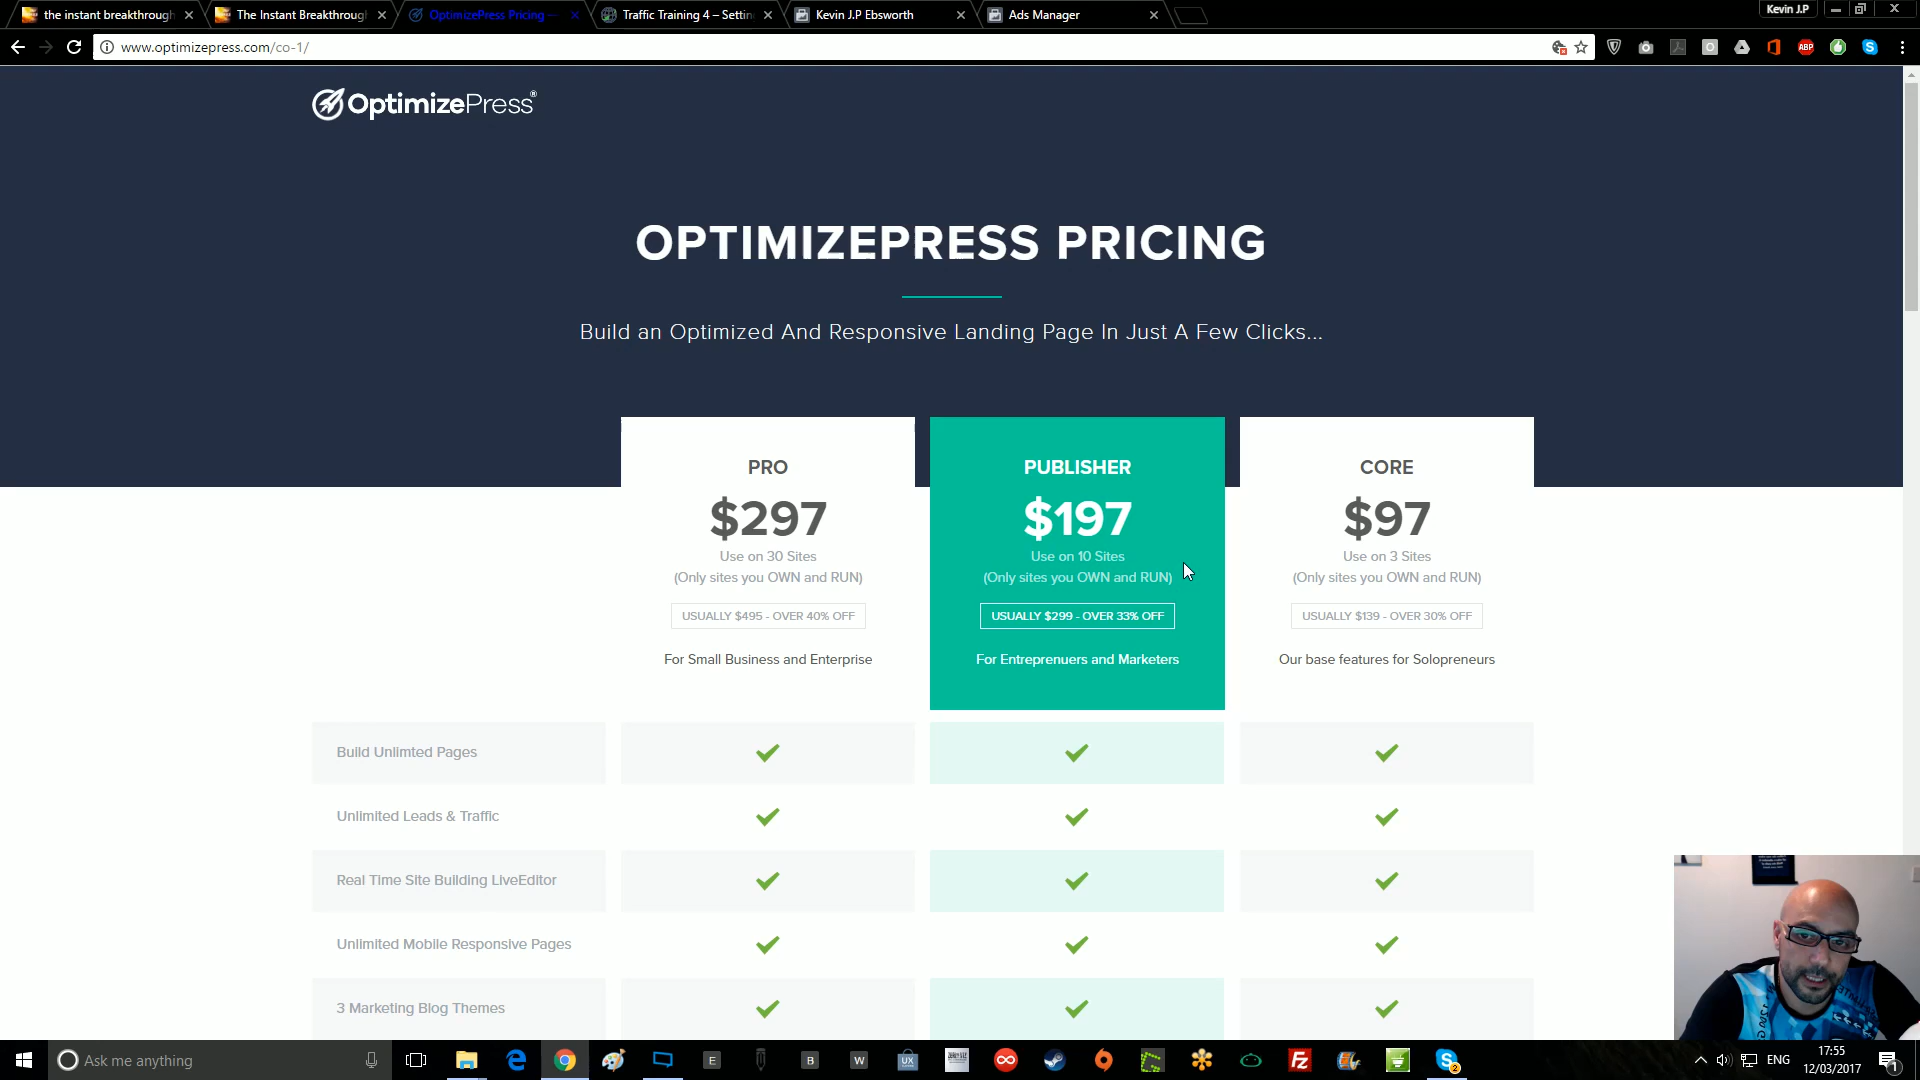 the instant breakthrough
The Instant Breakthroug
OptimizePress Pricing —
Traffic Training 4 – Settin
Kevin J.P Ebsworth
Ads Manager
Kevin J.P
www.optimizepress.com/co-1/
ABP
OptimizePress®
OPTIMIZEPRESS PRICING
Build an Optimized And Responsive Landing Page In Just A Few Clicks...
PRO
$297
Use on 30 Sites
(Only sites you OWN and RUN)
USUALLY $495 - OVER 40% OFF
For Small Business and Enterprise
PUBLISHER
$197
Use on 10 Sites
(Only sites you OWN and RUN)
USUALLY $299 - OVER 33% OFF
For Entreprenuers and Marketers
CORE
$97
Use on 3 Sites
(Only sites you OWN and RUN)
USUALLY $139 - OVER 30% OFF
Our base features for Solopreneurs
Build Unlimted Pages
Unlimited Leads & Traffic
Real Time Site Building LiveEditor
Unlimited Mobile Responsive Pages
3 Marketing Blog Themes
Ask me anything
E
B
W
UX
ENG
17:55
12/03/2017